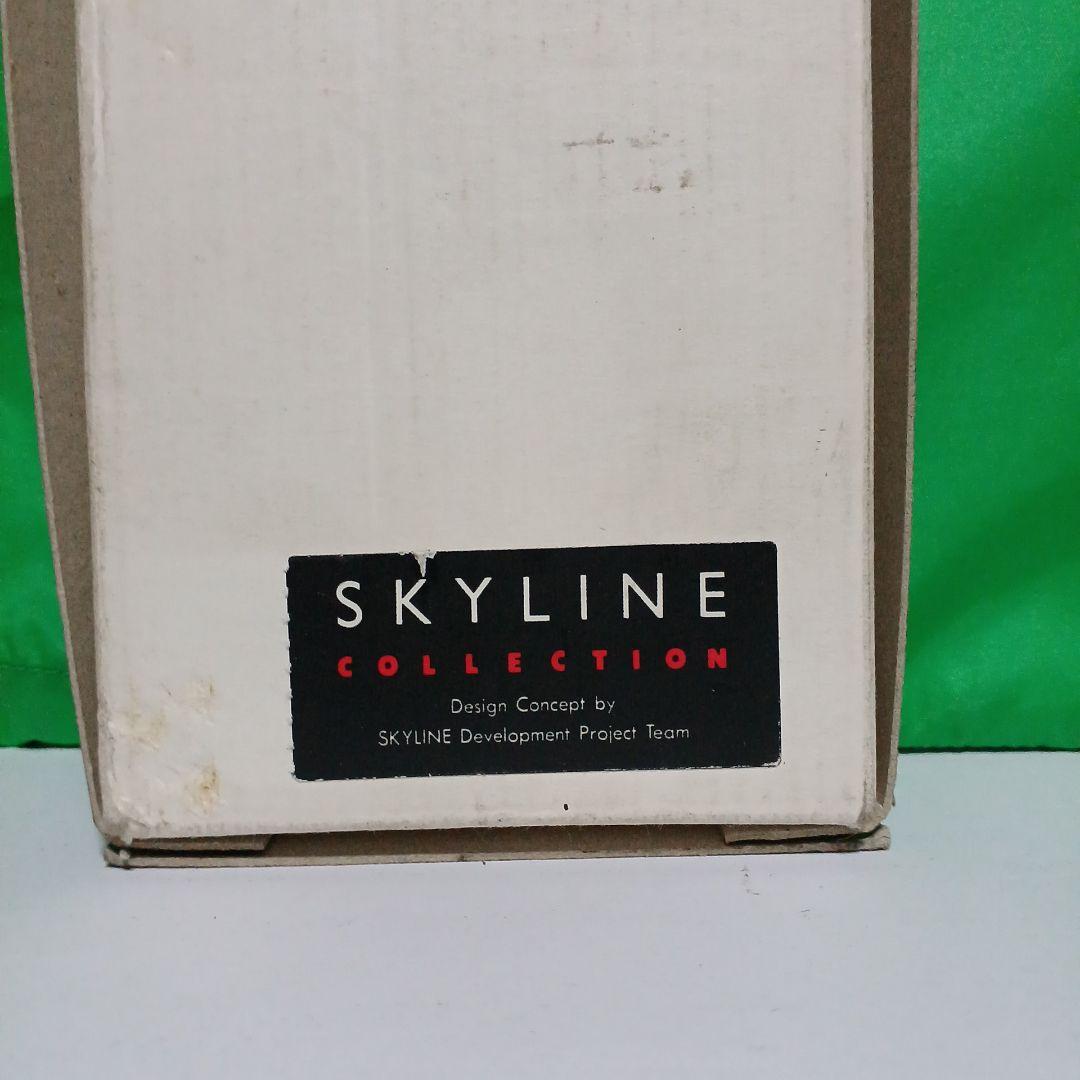 SKYLINE
COLLECTION
Design Concept by
SKYLINE Development Project Team